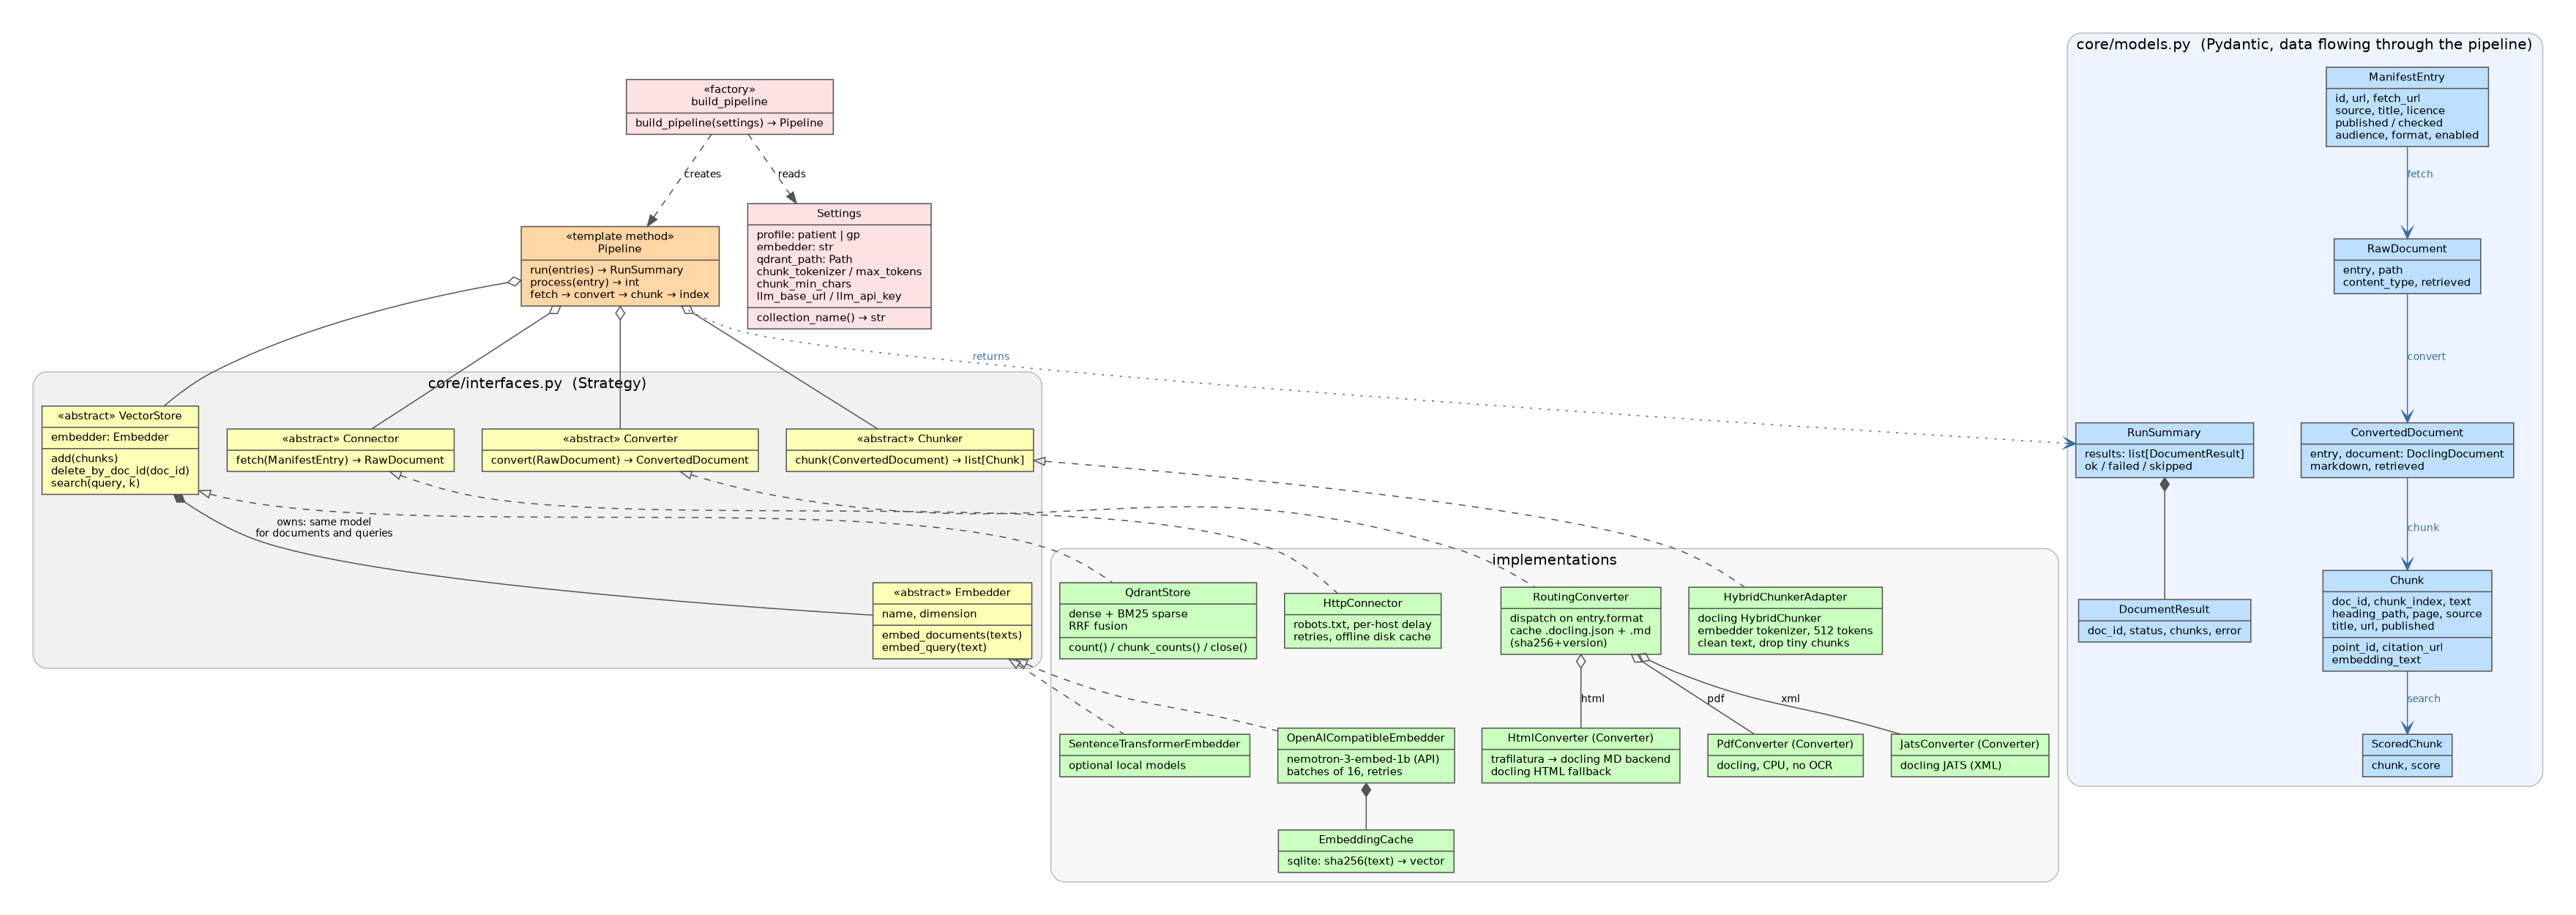 «factory»
build_pipeline
build_pipeline(settings) → Pipeline
creates
reads
«template method»
Pipeline
run(entries) → RunSummary
process(entry) → int
fetch → convert → chunk → index
Settings
profile: patient | gp
embedder: str
qdrant_path: Path
chunk_tokenizer / max_tokens
chunk_min_chars
llm_base_url / llm_api_key
collection_name() → str
returns
core/interfaces.py  (Strategy)
«abstract» VectorStore
embedder: Embedder
add(chunks)
delete_by_doc_id(doc_id)
search(query, k)
«abstract» Connector
fetch(ManifestEntry) → RawDocument
«abstract» Converter
convert(RawDocument) → ConvertedDocument
«abstract» Chunker
chunk(ConvertedDocument) → list[Chunk]
owns: same model
for documents and queries
«abstract» Embedder
name, dimension
embed_documents(texts)
embed_query(text)
implementations
QdrantStore
dense + BM25 sparse
RRF fusion
count() / chunk_counts() / close()
HttpConnector
robots.txt, per-host delay
retries, offline disk cache
RoutingConverter
dispatch on entry.format
cache .docling.json + .md
(sha256+version)
HybridChunkerAdapter
docling HybridChunker
embedder tokenizer, 512 tokens
clean text, drop tiny chunks
html
pdf
xml
SentenceTransformerEmbedder
optional local models
OpenAICompatibleEmbedder
nemotron-3-embed-1b (API)
batches of 16, retries
HtmlConverter (Converter)
trafilatura → docling MD backend
docling HTML fallback
PdfConverter (Converter)
docling, CPU, no OCR
JatsConverter (Converter)
docling JATS (XML)
EmbeddingCache
sqlite: sha256(text) → vector
core/models.py  (Pydantic, data flowing through the pipeline)
ManifestEntry
id, url, fetch_url
source, title, licence
published / checked
audience, format, enabled
fetch
RawDocument
entry, path
content_type, retrieved
convert
RunSummary
results: list[DocumentResult]
ok / failed / skipped
ConvertedDocument
entry, document: DoclingDocument
markdown, retrieved
chunk
DocumentResult
doc_id, status, chunks, error
Chunk
doc_id, chunk_index, text
heading_path, page, source
title, url, published
point_id, citation_url
embedding_text
search
ScoredChunk
chunk, score